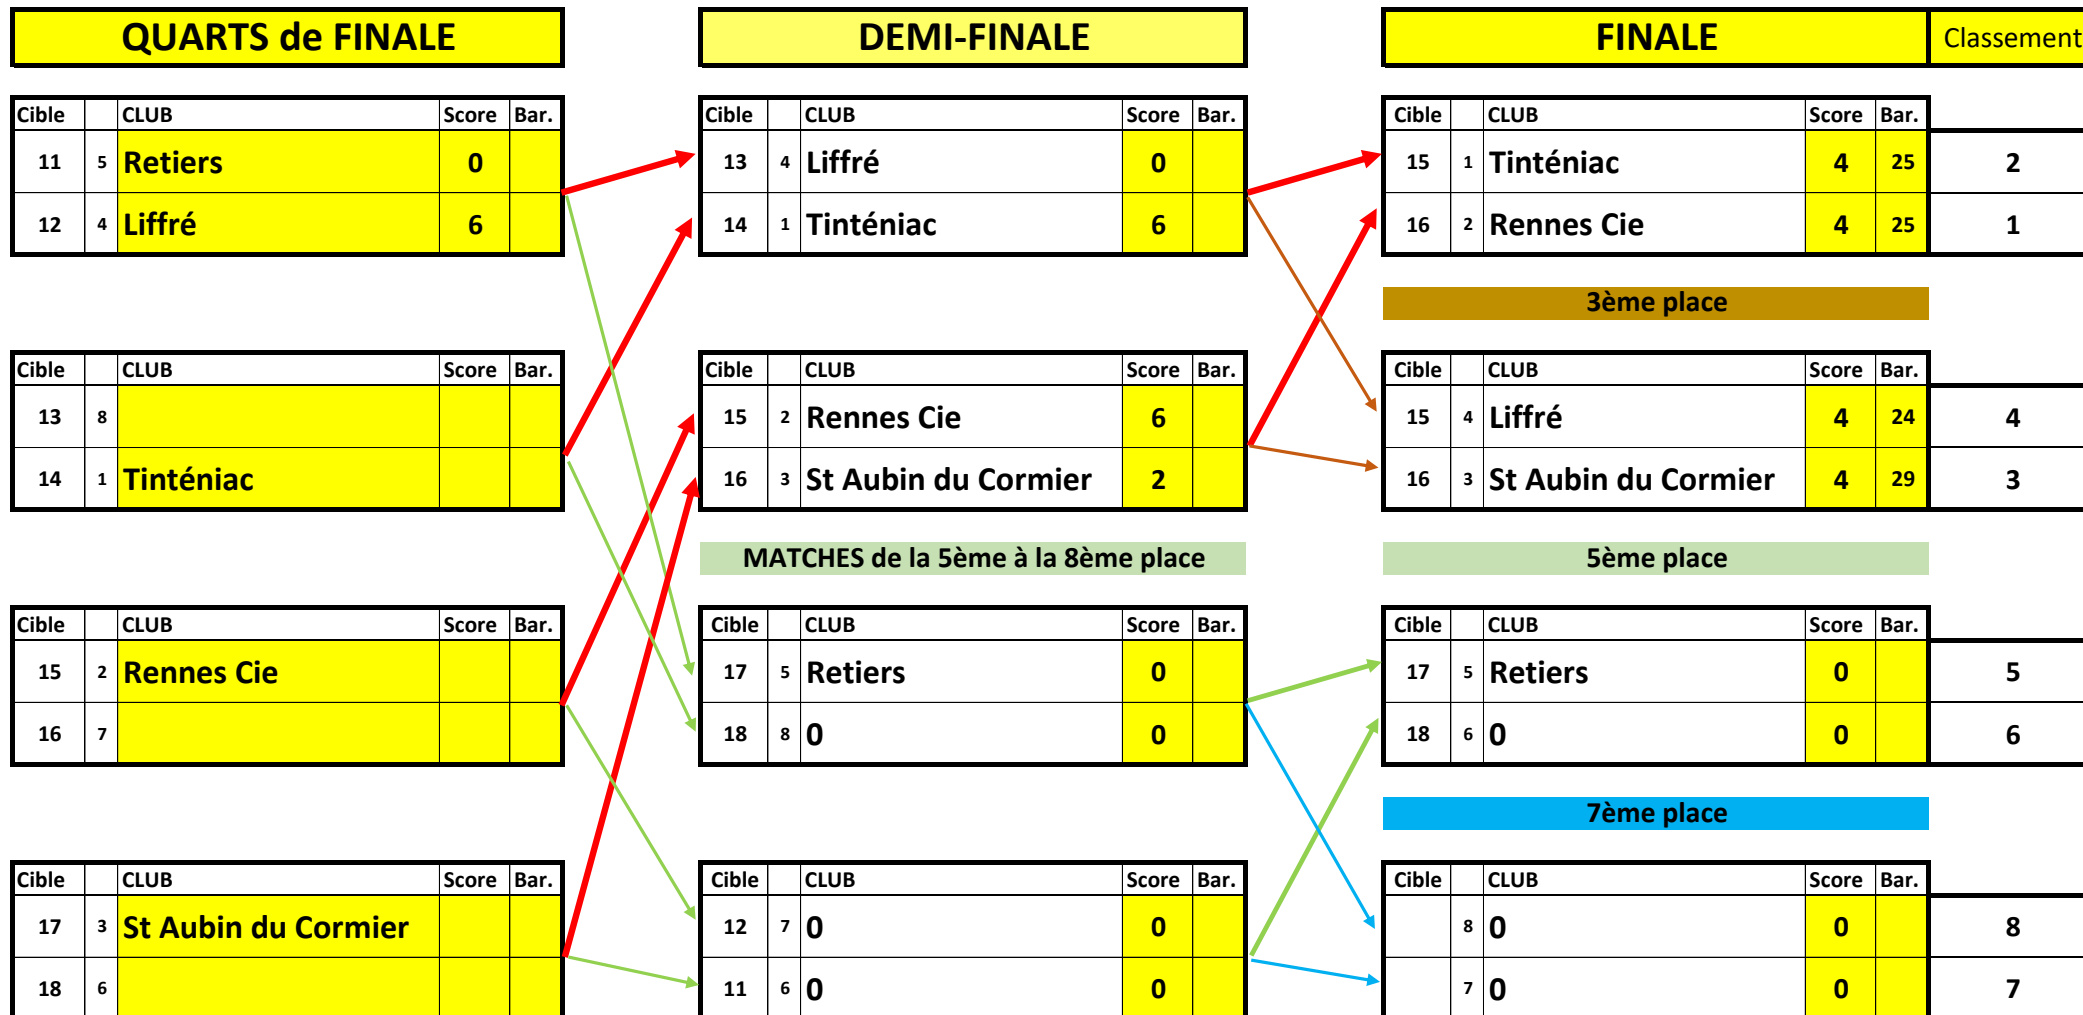 QUARTS de FINALE DEMI-FINALE FINALE Classement
Cible CLUB Score Bar. Cible CLUB Score Bar. Cible CLUB Score Bar.
11 5 Retiers 0 13 4 Liffré 0 15 1 Tinténiac 4 25 2
12 4 Liffré 6 14 1 Tinténiac 6 16 2 Rennes Cie 4 25 1
3ème place
Cible CLUB Score Bar. Cible CLUB Score Bar. Cible CLUB Score Bar.
13 8 15 2 Rennes Cie 6 15 4 Liffré 4 24 4
14 1 Tinténiac 16 3 St Aubin du Cormier 2 16 3 St Aubin du Cormier 4 29 3
MATCHES de la 5ème à la 8ème place 5ème place
Cible CLUB Score Bar. Cible CLUB Score Bar. Cible CLUB Score Bar.
15 2 Rennes Cie 17 5 Retiers 0 17 5 Retiers 0 5
16 7 18 8 0 0 18 6 0 0 6
7ème place
Cible CLUB Score Bar. Cible CLUB Score Bar. Cible CLUB Score Bar.
17 3 St Aubin du Cormier 12 7 0 0 8 0 0 8
18 6 11 6 0 0 7 0 0 7